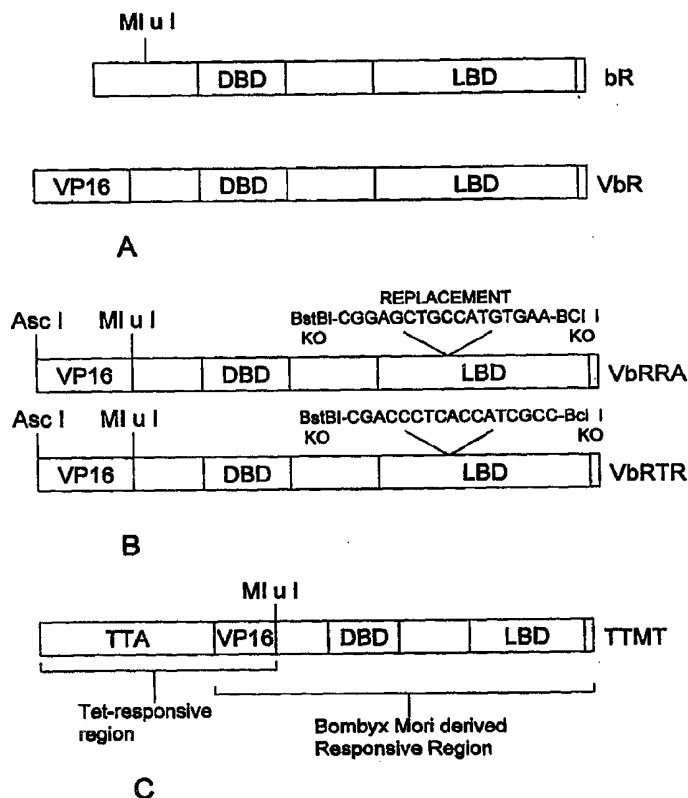 Ml u I
DBD LBD bR
VP16 DBD LBD VbR
A
REPLACEMENT
Asc I Ml u I BstBI-CGGAGCTGCCATGTGAA-BCl I
KO KO
VP16 DBD LBD VbRRA
Asc I Ml u I BstBI-CGACCCTCACCATCGCC-Bcl I
KO KO
VP16 DBD LBD VbRTR
B
Ml u I
TTA VP16 DBD LBD TTMT
Tet-responsive
region
Bombyx Mori derived
Responsive Region
C